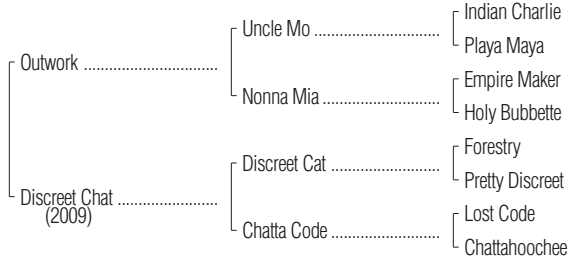 Indian Charlie
Uncle Mo ..............................
Playa Maya
Outwork ................................
Empire Maker
Nonna Mia ............................
Holy Bubbette
Forestry
Discreet Cat ...........................
Pretty Discreet
Discreet Chat ........................
(2009)
Lost Code
Chatta Code ..........................
Chattahoochee